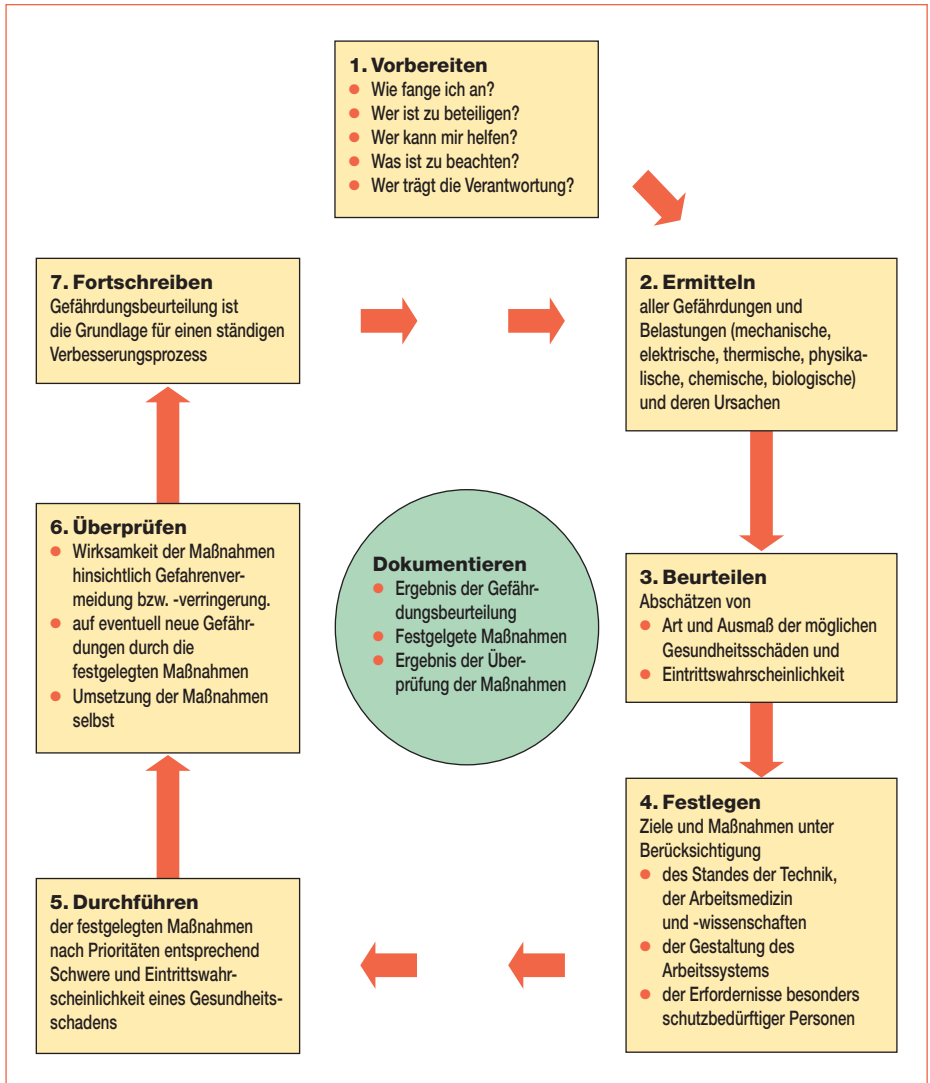 1. Vorbereiten
● Wie fange ich an?
● Wer ist zu beteiligen?
● Wer kann mir helfen?
● Was ist zu beachten?
● Wer trägt die Verantwortung?
2. Ermitteln
aller Gefährdungen und
Belastungen (mechanische,
elektrische, thermische, physika-
lische, chemische, biologische)
und deren Ursachen
3. Beurteilen
Abschätzen von
● Art und Ausmaß der möglichen
Gesundheitsschäden und
● Eintrittswahrscheinlichkeit
4. Festlegen
Ziele und Maßnahmen unter
Berücksichtigung
● des Standes der Technik,
der Arbeitsmedizin
und -wissenschaften
● der Gestaltung des
Arbeitssystems
● der Erfordernisse besonders
schutzbedürftiger Personen
5. Durchführen
der festgelegten Maßnahmen
nach Prioritäten entsprechend
Schwere und Eintrittswahr-
scheinlichkeit eines Gesundheits-
schadens
6. Überprüfen
● Wirksamkeit der Maßnahmen
hinsichtlich Gefahrenver-
meidung bzw. -verringerung.
● auf eventuell neue Gefähr-
dungen durch die
festgelegten Maßnahmen
● Umsetzung der Maßnahmen
selbst
7. Fortschreiben
Gefährdungsbeurteilung ist
die Grundlage für einen ständigen
Verbesserungsprozess
Dokumentieren
● Ergebnis der Gefähr-
dungsbeurteilung
● Festgelgete Maßnahmen
● Ergebnis der Über-
prüfung der Maßnahmen